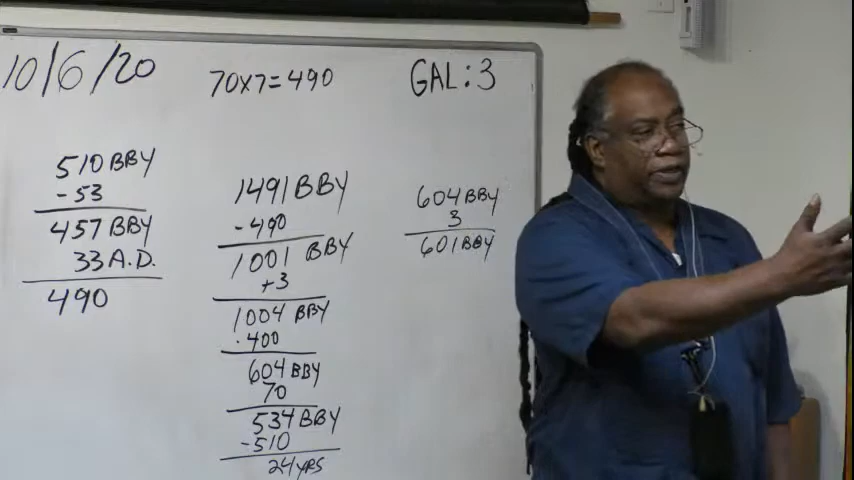 10/6/20
70x7=490
GAL:3
510 BBY
-53
457 BBY
33 A.D.
490
1491 BBY
-490
1001 BBY
+3
1004 BBY
.400
604 BBY
70
534 BBY
-510
24 YRS
604 BBY
3
601 BBY